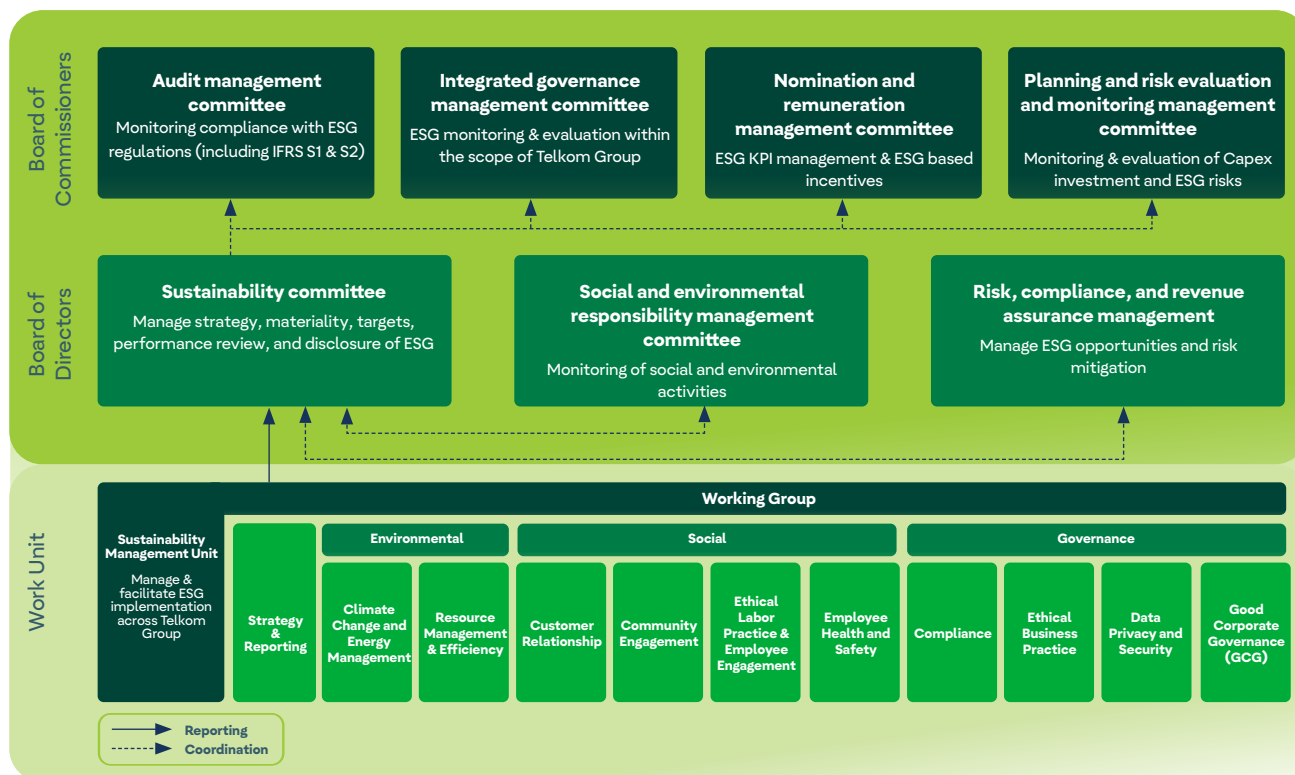 Board of
Commissioners
Audit management
committee
Monitoring compliance with ESG
regulations (including IFRS S1 & S2)
Integrated governance
management committee
ESG monitoring & evaluation within
the scope of Telkom Group
Nomination and
remuneration
management committee
ESG KPI management & ESG based
incentives
Planning and risk evaluation
and monitoring management
committee
Monitoring & evaluation of Capex
investment and ESG risks
Board of
Directors
Sustainability committee
Manage strategy, materiality, targets,
performance review, and disclosure of ESG
Social and environmental
responsibility management
committee
Monitoring of social and environmental
activities
Risk, compliance, and revenue
assurance management
Manage ESG opportunities and risk
mitigation
Work Unit
Working Group
Sustainability
Management Unit
Manage &
facilitate ESG
implementation
across Telkom
Group
Strategy
&
Reporting
Environmental
Climate
Change and
Energy
Management
Resource
Management
& Efficiency
Social
Customer
Relationship
Community
Engagement
Ethical
Labor
Practice &
Employee
Engagement
Employee
Health and
Safety
Governance
Compliance
Ethical
Business
Practice
Data
Privacy and
Security
Good
Corporate
Governance
(GCG)
Reporting
Coordination